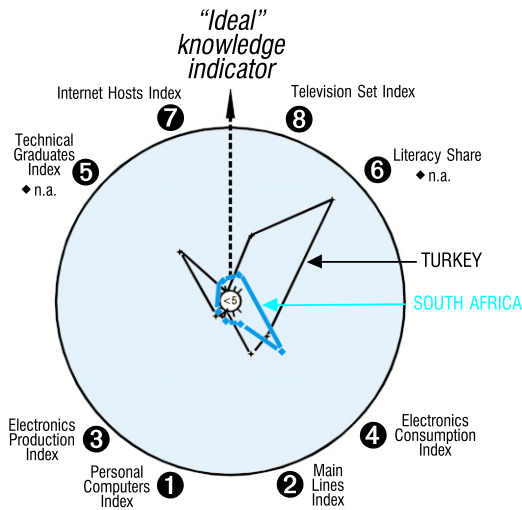 “Ideal”
knowledge
indicator
Internet Hosts Index
7
Television Set Index
8
Technical
Graduates
Index
5
◆ n.a.
6
Literacy Share
◆ n.a.
TURKEY
<5
SOUTH AFRICA
Electronics
Production
Index
3
Electronics
Consumption
Index
4
Personal
Computers
Index
1
2
Main
Lines
Index